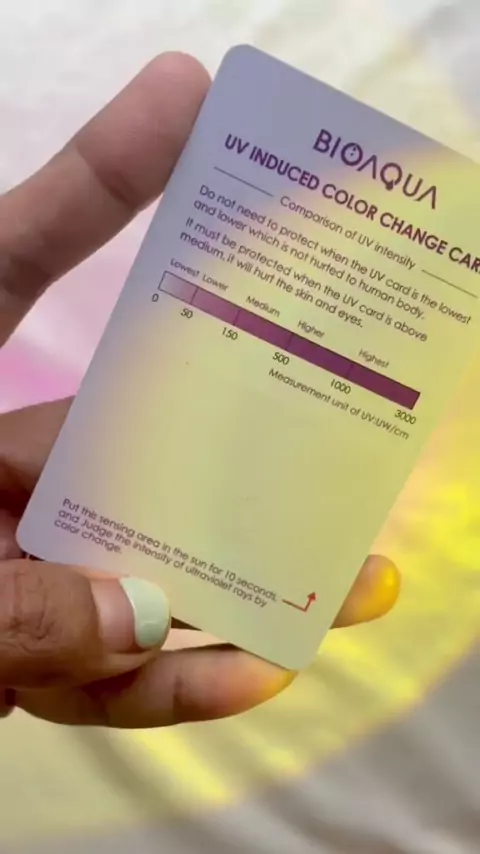 BIOAQUA
UV INDUCED COLOR CHANGE
Comparison of UV intensity
Do not need to protect when the UV card is the lowest
and lower which is not hurted to human body.
It must be protected when the UV card is above
medium, it will hurt the skin and eyes.
Lowest Lower Medium Higher Highest
0 50 150 500 1000 3000
Measurement unit of UV:UW/cm
Put this sensing area in the sun for 10 seconds,
and Judge the intensity of ultraviolet rays by
color change.